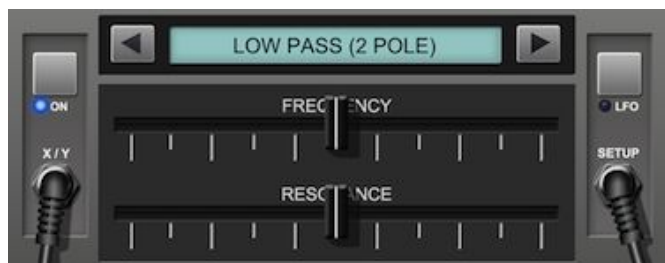 LOW PASS (2 POLE)
ON
LFO
FREQUENCY
X / Y
SETUP
RESONANCE